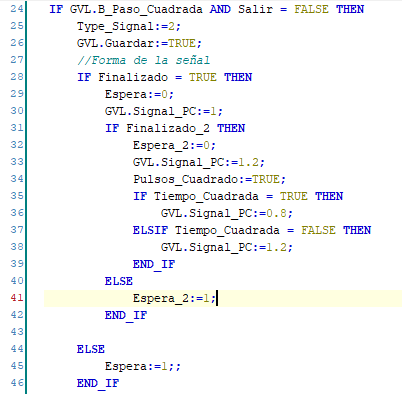 24 IF GVL.B_Paso_Cuadrada AND Salir = FALSE THEN
25 Type_Signal:=2;
26 GVL.Guardar:=TRUE;
27 //Forma de la señal
28 IF Finalizado = TRUE THEN
29 Espera:=0;
30 GVL.Signal_PC:=1;
31 IF Finalizado_2 THEN
32 Espera_2:=0;
33 GVL.Signal_PC:=1.2;
34 Pulsos_Cuadrado:=TRUE;
35 IF Tiempo_Cuadrada = TRUE THEN
36 GVL.Signal_PC:=0.8;
37 ELSIF Tiempo_Cuadrada = FALSE THEN
38 GVL.Signal_PC:=1.2;
39 END_IF
40 ELSE
41 Espera_2:=1;
42 END_IF
43
44 ELSE
45 Espera:=1;;
46 END_IF